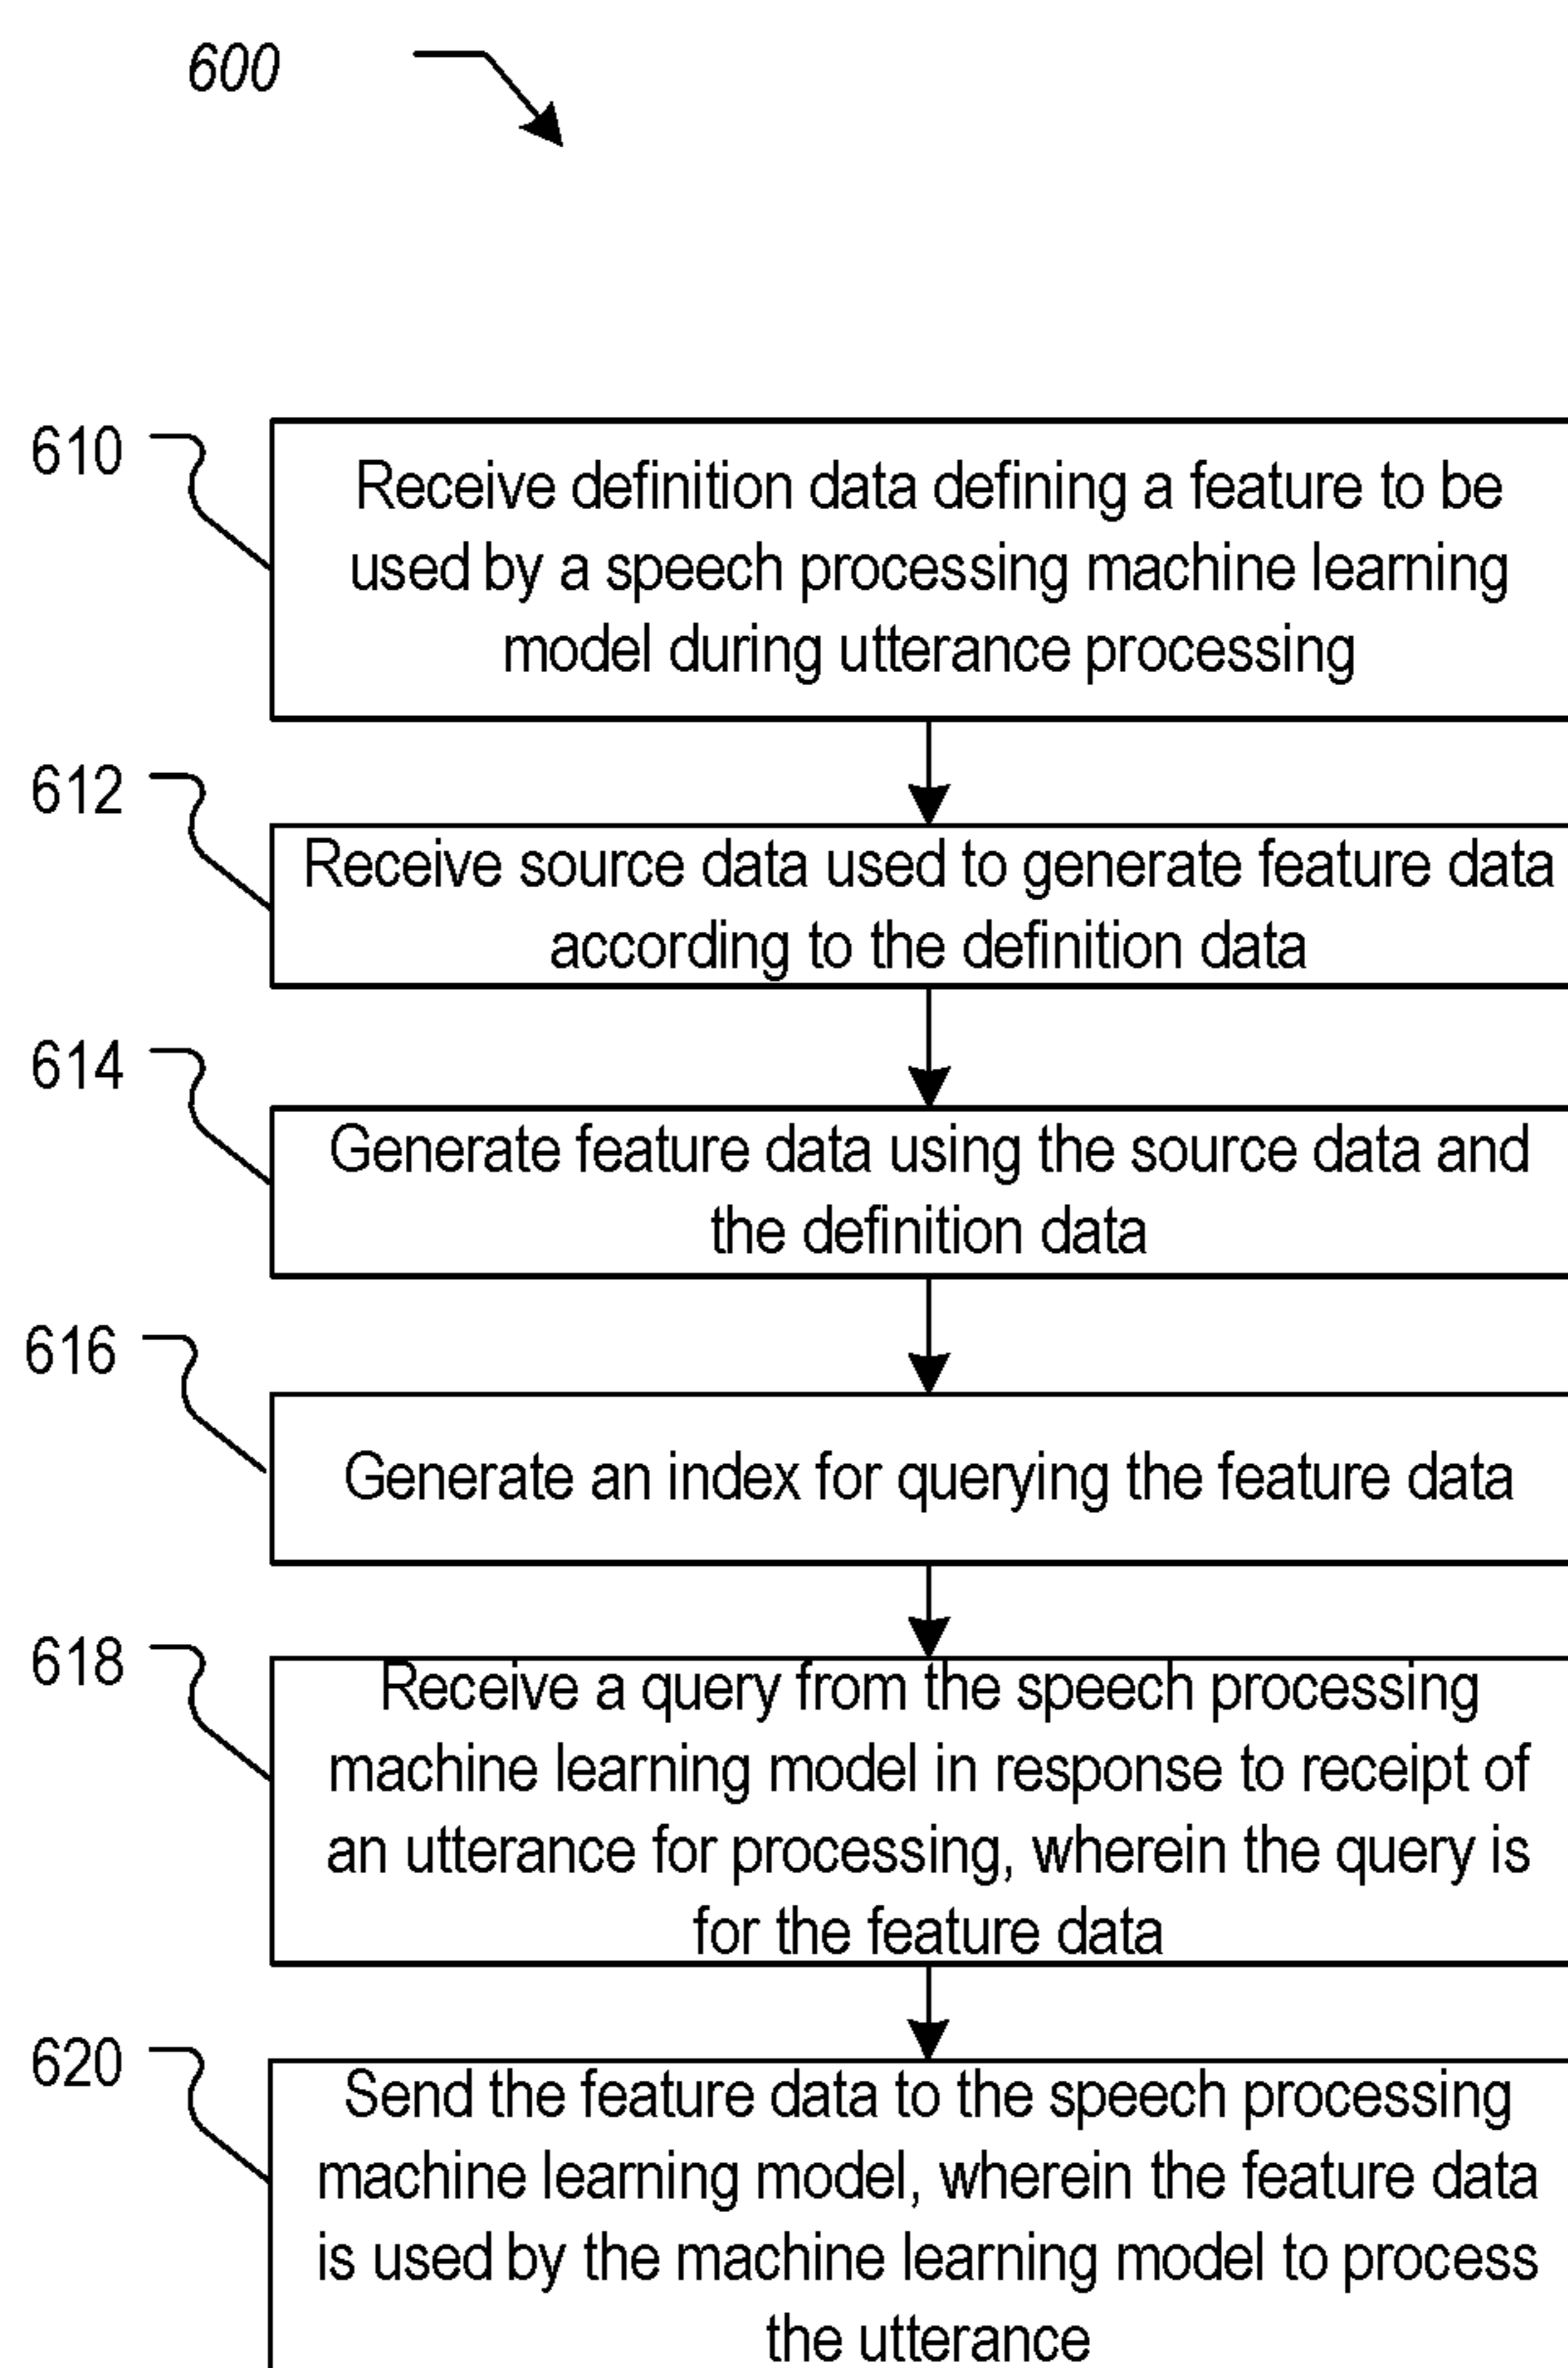 600
610
Receive definition data defining a feature to be
used by a speech processing machine learning
model during utterance processing
612
Receive source data used to generate feature data
according to the definition data
614
Generate feature data using the source data and
the definition data
616
Generate an index for querying the feature data
618
Receive a query from the speech processing
machine learning model in response to receipt of
an utterance for processing, wherein the query is
for the feature data
620
Send the feature data to the speech processing
machine learning model, wherein the feature data
is used by the machine learning model to process
the utterance